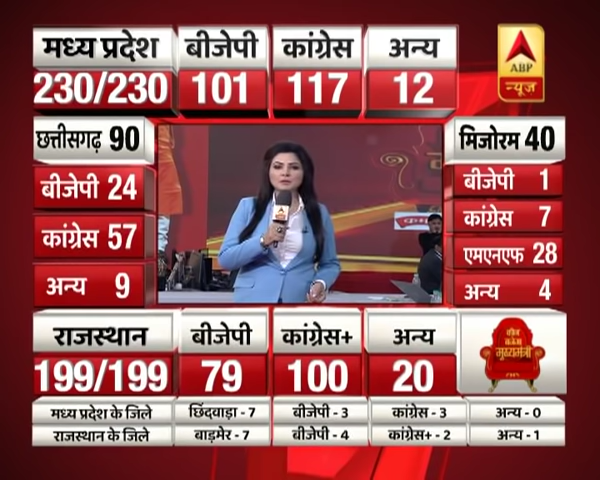 मध्य प्रदेश बीजेपी कांग्रेस अन्य
230/230 101 117 12
ABP
न्यूज़
छत्तीसगढ़ 90
बीजेपी 24
कांग्रेस 57
अन्य 9
मिजोरम 40
बीजेपी 1
कांग्रेस 7
एमएनएफ 28
अन्य 4
राजस्थान बीजेपी कांग्रेस+ अन्य
199/199 79 100 20
मुख्यमंत्री
मध्य प्रदेश के जिले छिंदवाड़ा - 7 बीजेपी - 3 कांग्रेस - 3 अन्य - 0
राजस्थान के जिले बाड़मेर - 7 बीजेपी - 4 कांग्रेस+ - 2 अन्य - 1